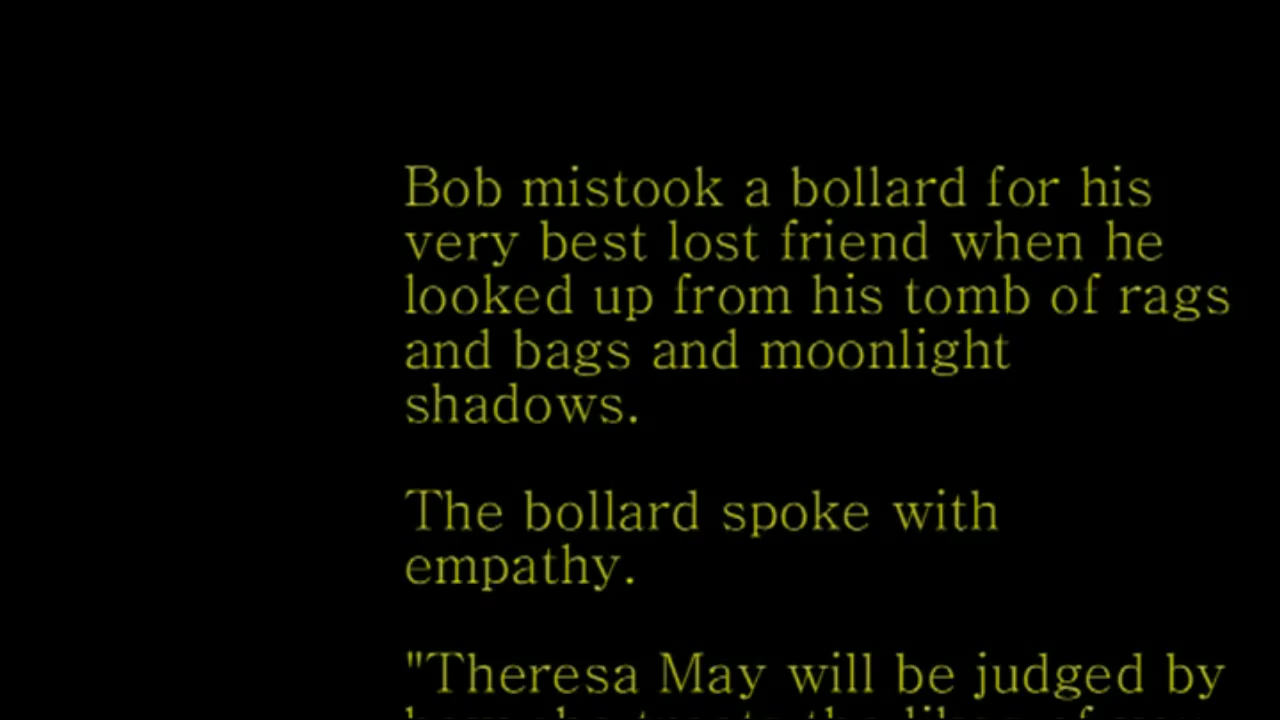 Bob mistook a bollard for his
very best lost friend when he
looked up from his tomb of rags
and bags and moonlight
shadows.
The bollard spoke with
empathy.
"Theresa May will be judged by